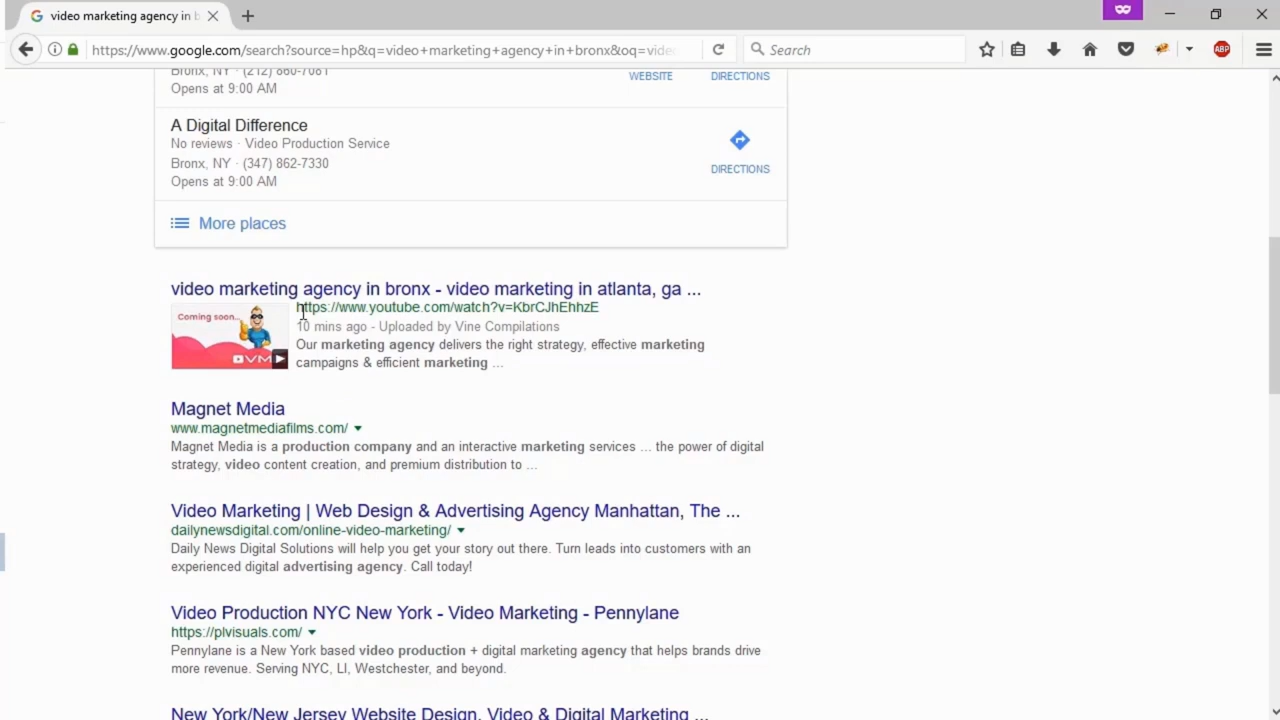 video marketing agency in b
https://www.google.com/search?source=hp&q=video+marketing+agency+in+bronx&oq=vide
Search
ABP
Bronx, NY · (212) 860-7081
Opens at 9:00 AM
WEBSITE
DIRECTIONS
A Digital Difference
No reviews · Video Production Service
Bronx, NY · (347) 862-7330
Opens at 9:00 AM
DIRECTIONS
More places
video marketing agency in bronx - video marketing in atlanta, ga ...
Coming soon...
VM
https://www.youtube.com/watch?v=KbrCJhEhhzE
10 mins ago - Uploaded by Vine Compilations
Our marketing agency delivers the right strategy, effective marketing
campaigns & efficient marketing ...
Magnet Media
www.magnetmediafilms.com/
Magnet Media is a production company and an interactive marketing services ... the power of digital
strategy, video content creation, and premium distribution to ...
Video Marketing | Web Design & Advertising Agency Manhattan, The ...
dailynewsdigital.com/online-video-marketing/
Daily News Digital Solutions will help you get your story out there. Turn leads into customers with an
experienced digital advertising agency. Call today!
Video Production NYC New York - Video Marketing - Pennylane
https://plvisuals.com/
Pennylane is a New York based video production + digital marketing agency that helps brands drive
more revenue. Serving NYC, LI, Westchester, and beyond.
New York/New Jersey Website Design, Video & Digital Marketing ...